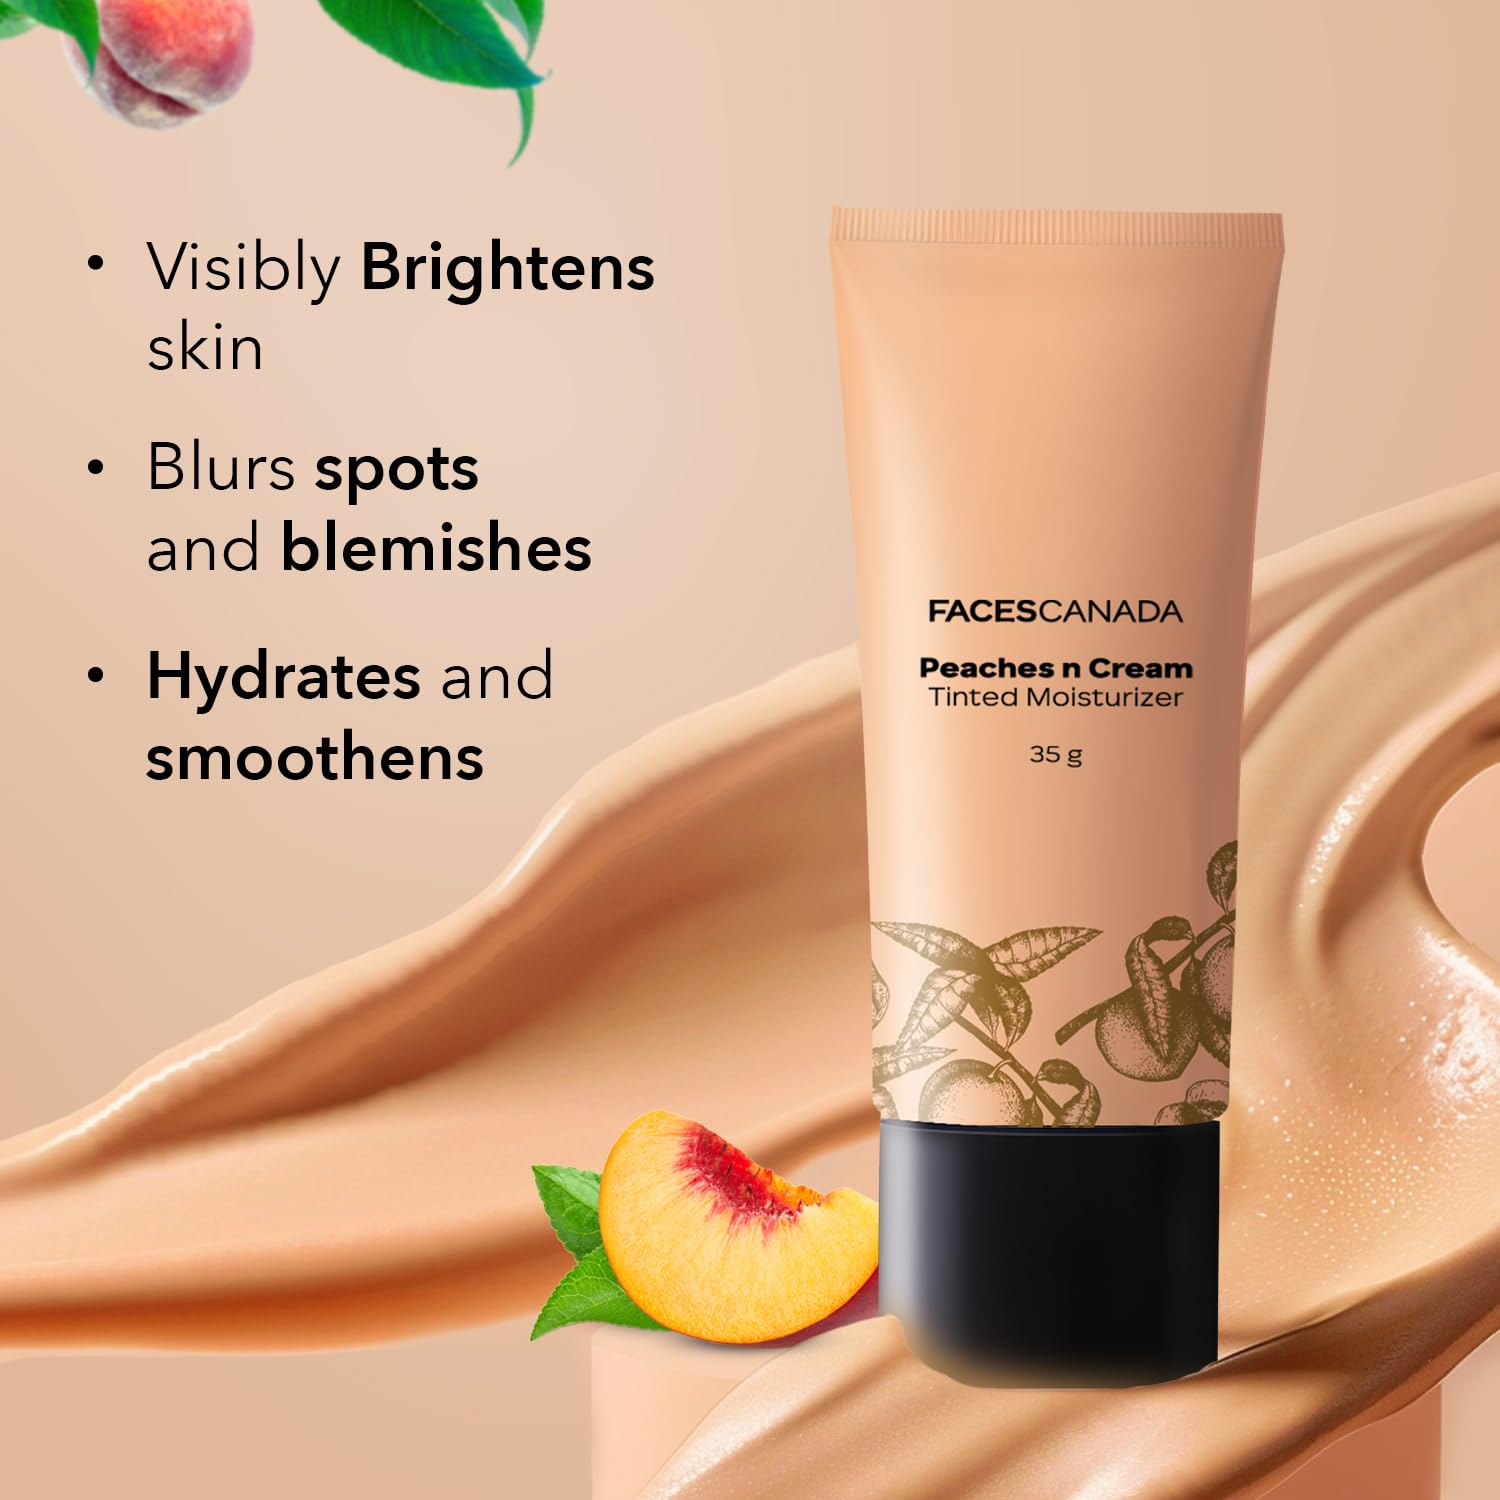 • Visibly Brightens
skin
• Blurs spots
and blemishes
• Hydrates and
smoothens
FACESCANADA
Peaches n Cream
Tinted Moisturizer
35 g